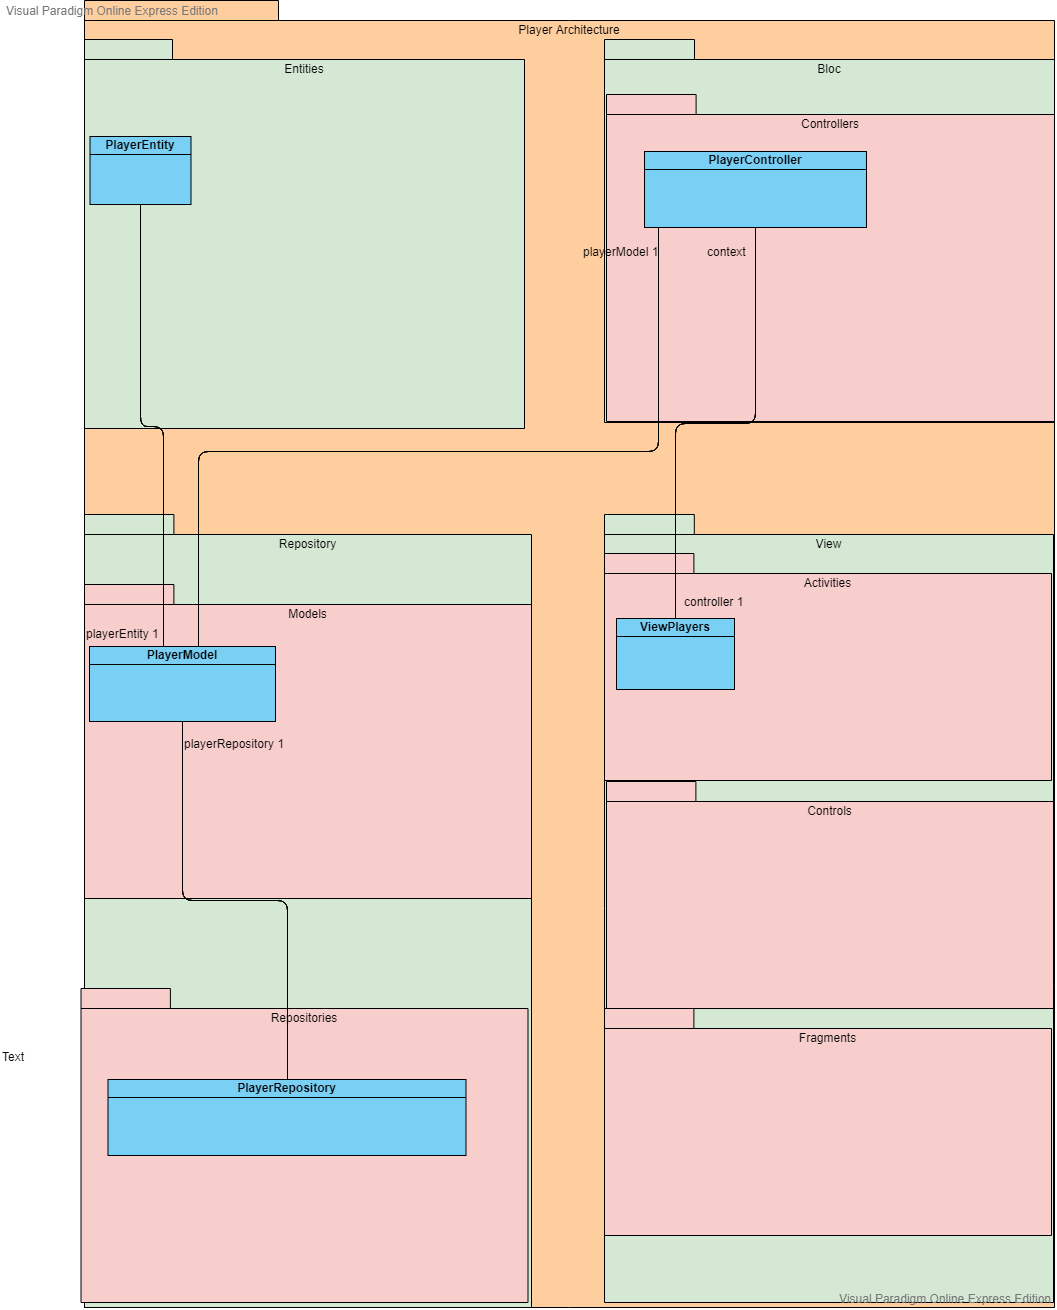 Visual Paradigm Online Express Edition
Player Architecture
Entities
Bloc
Controllers
PlayerEntity
PlayerController
playerModel 1
context
Repository
View
Activities
Models
controller 1
playerEntity 1
ViewPlayers
PlayerModel
playerRepository 1
Controls
Repositories
Fragments
Text
PlayerRepository
Visual Paradigm Online Express Edition